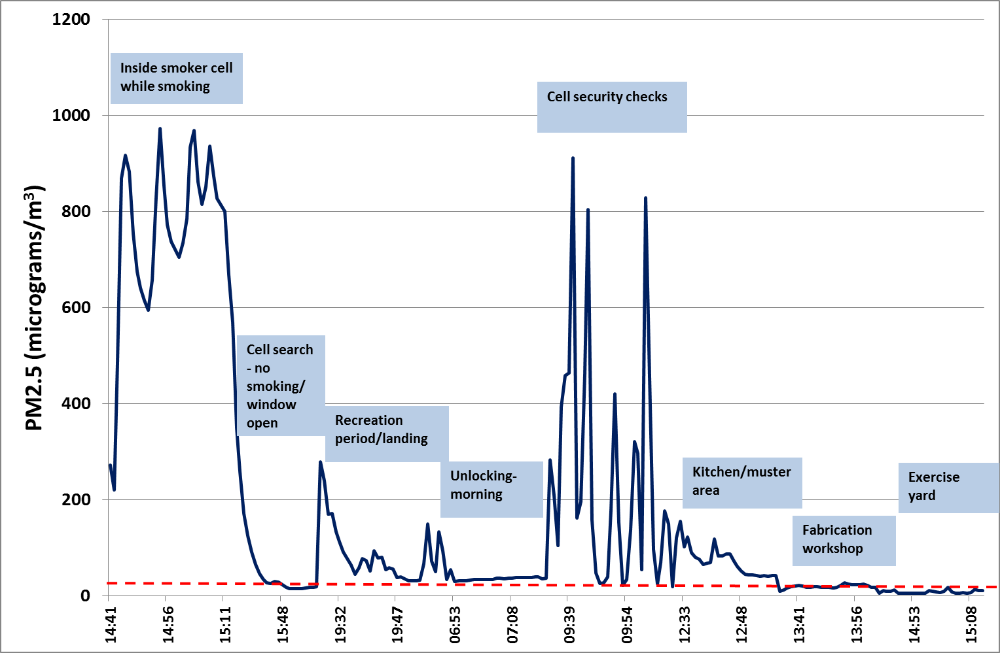 1200
1000
800
600
400
200
0
PM2.5 (micrograms/m³)
Inside smoker cell
while smoking
Cell search
- no
smoking/
window
open
Recreation
period/landing
Unlocking-
morning
Cell security checks
Kitchen/muster
area
Fabrication
workshop
Exercise
yard
14:41
14:56
15:11
15:48
19:32
19:47
06:53
07:08
09:39
09:54
12:33
12:48
13:41
13:56
14:53
15:08